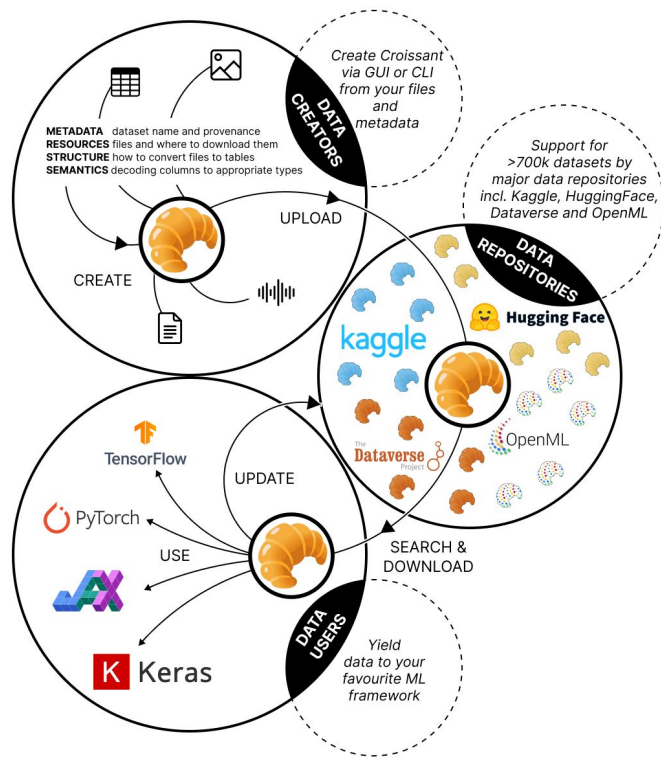 Create Croissant
via GUI or CLI
from your files
and
metadata
DATA
CREATORS
METADATA dataset name and provenance
RESOURCES files and where to download them
STRUCTURE how to convert files to tables
SEMANTICS decoding columns to appropriate types
UPLOAD
CREATE
Support for
>700k datasets by
major data repositories
incl. Kaggle, HuggingFace,
Dataverse and OpenML
DATA
REPOSITORIES
Hugging Face
kaggle
The
Dataverse
Project
OpenML
TensorFlow
UPDATE
PyTorch
USE
SEARCH &
DOWNLOAD
JAX
K Keras
DATA
USERS
Yield
data to your
favourite ML
framework